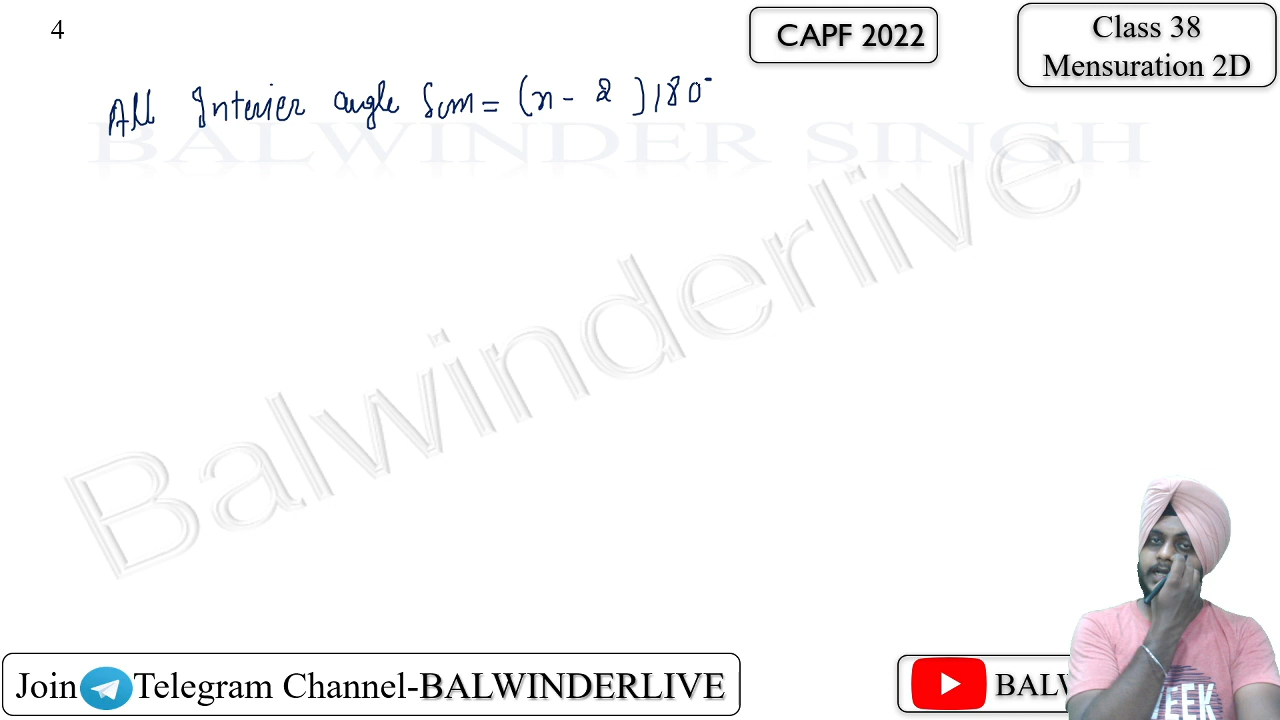 4
CAPF 2022
Class 38
Mensuration 2D
All Interier angle Sum = (n - 2)180°
BALWINDER SINGH
Balwinderlive
Join Telegram Channel-BALWINDERLIVE
BALW
WEEK